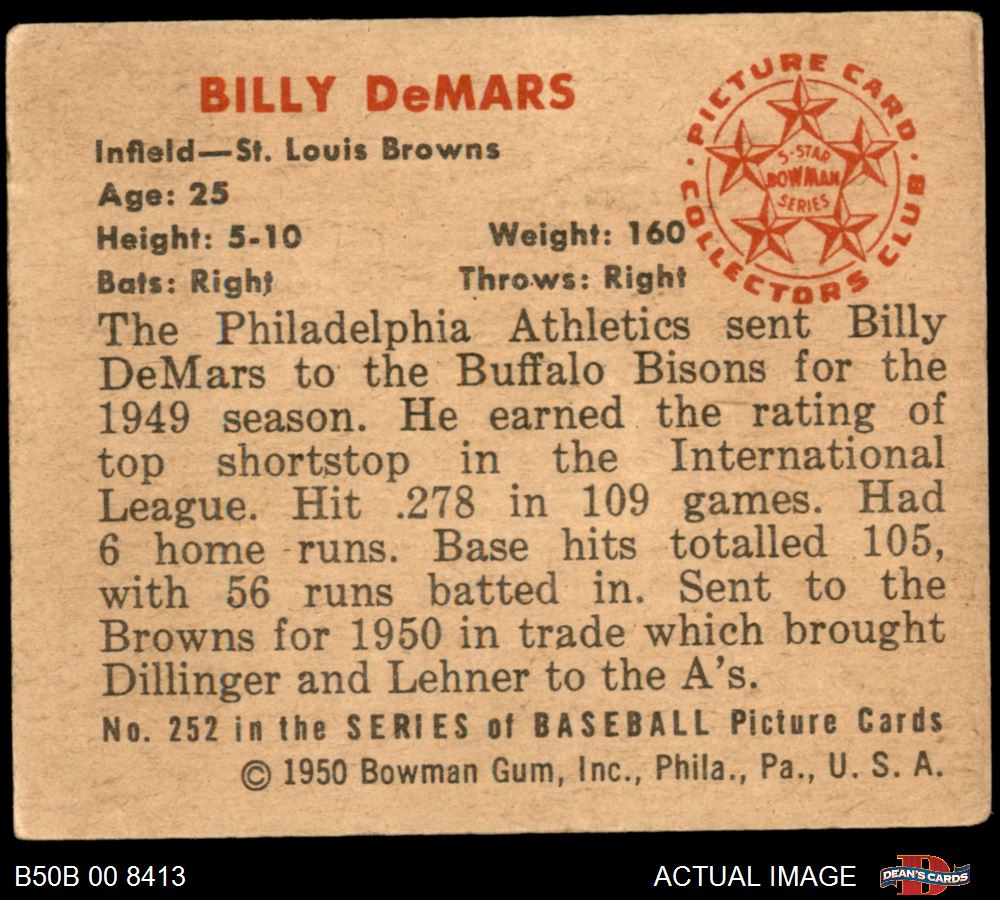 BILLY DeMARS
Infield—St. Louis Browns
Age: 25
Height: 5-10 Weight: 160
Bats: Right Throws: Right
· PICTURE CARD ·
COLLECTORS CLUB
5-STAR
BOWMAN
SERIES
The Philadelphia Athletics sent Billy
DeMars to the Buffalo Bisons for the
1949 season. He earned the rating of
top shortstop in the International
League. Hit .278 in 109 games. Had
6 home runs. Base hits totalled 105,
with 56 runs batted in. Sent to the
Browns for 1950 in trade which brought
Dillinger and Lehner to the A's.
No. 252 in the SERIES of BASEBALL Picture Cards
© 1950 Bowman Gum, Inc., Phila., Pa., U. S. A.
B50B 00 8413 ACTUAL IMAGE
D
DEAN'S CARDS